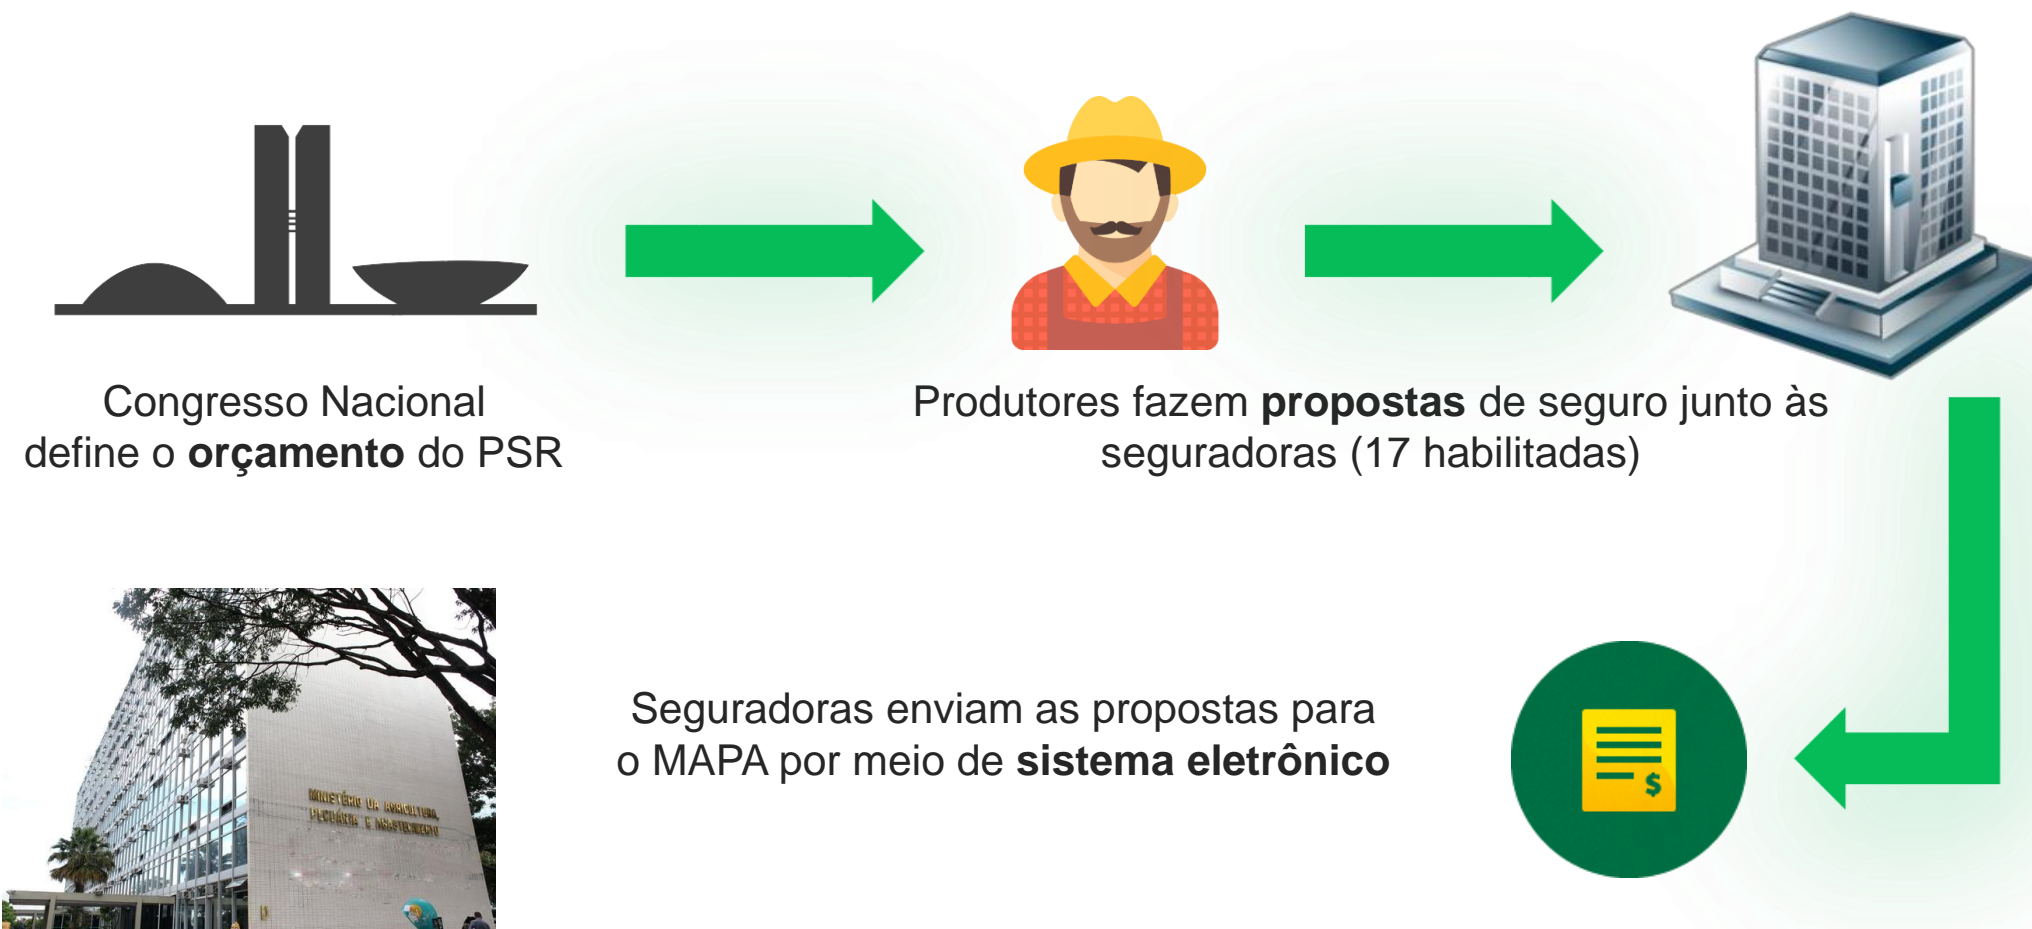 Congresso Nacional
define o orçamento do PSR
Produtores fazem propostas de seguro junto às
seguradoras (17 habilitadas)
Seguradoras enviam as propostas para
o MAPA por meio de sistema eletrônico
$
MINISTÉRIO DA AGRICULTURA,
PECUÁRIA E ABASTECIMENTO